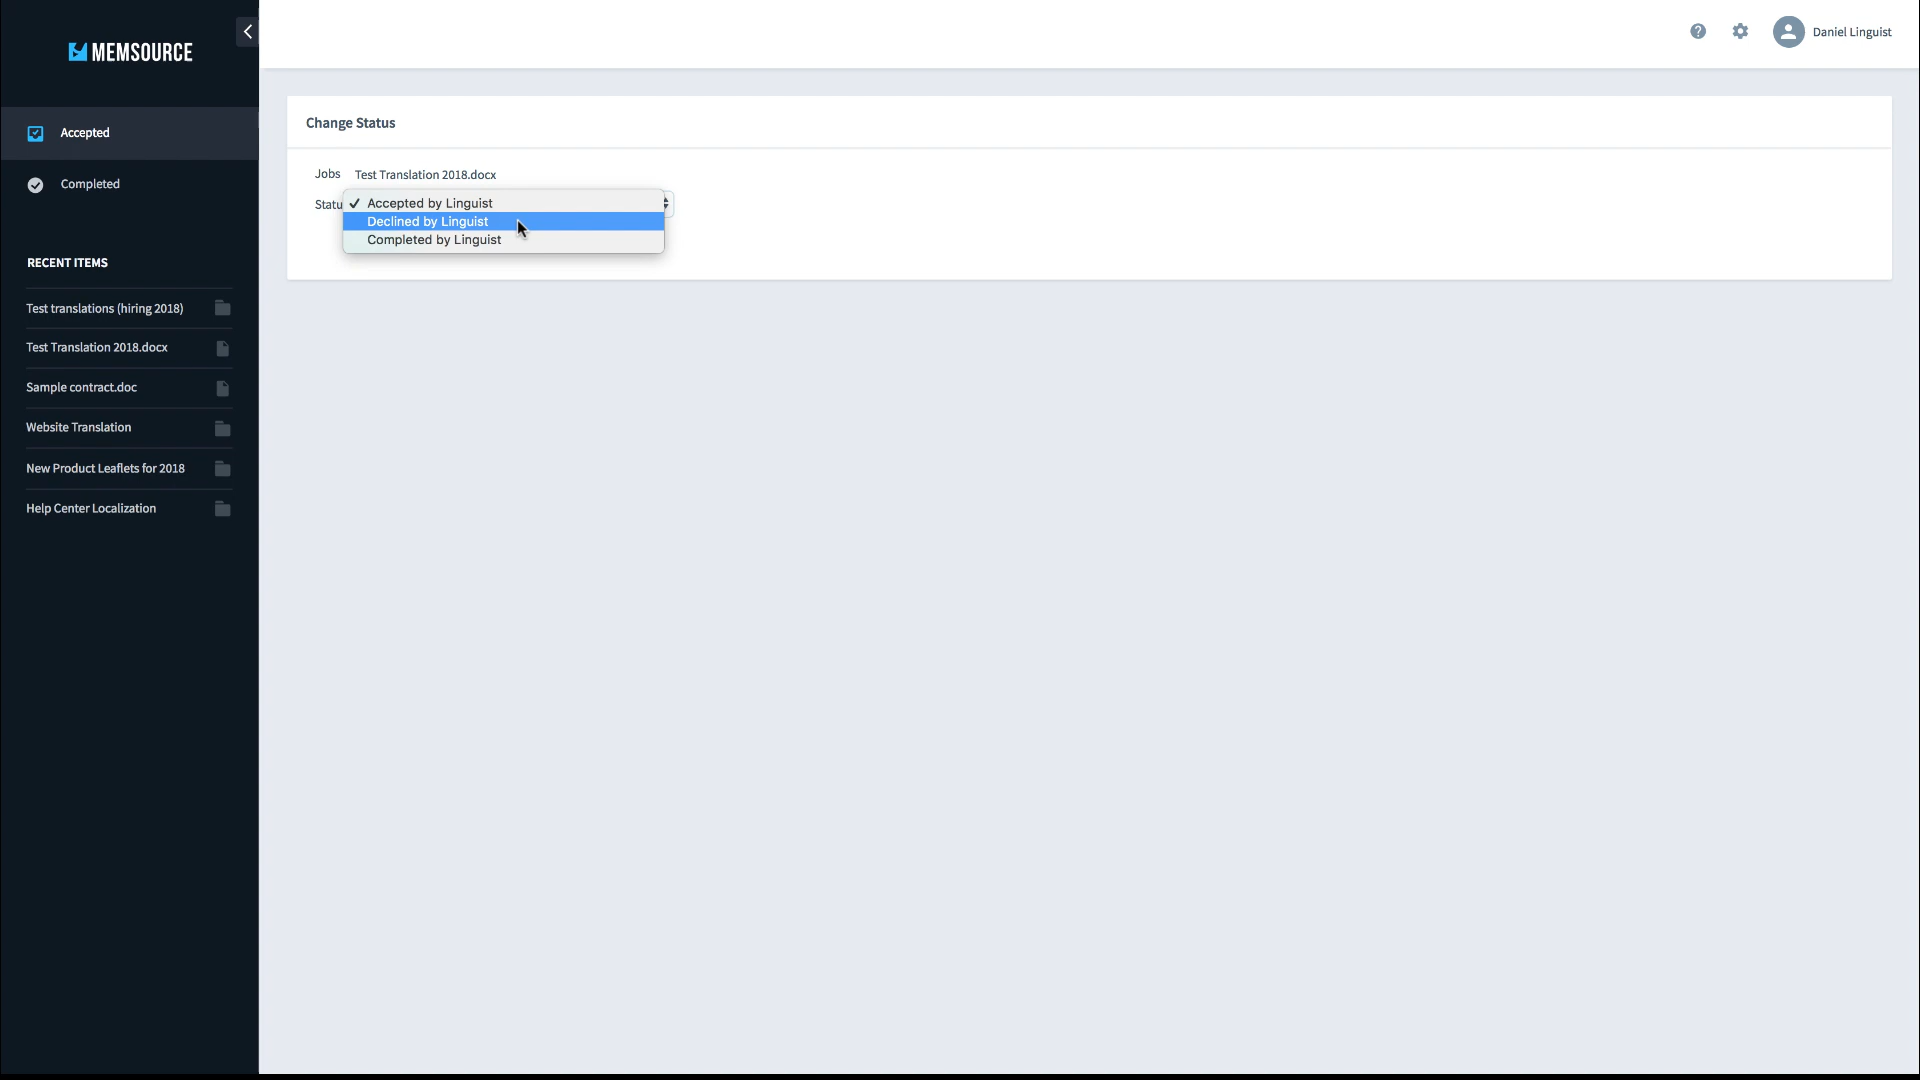 MEMSOURCE
Daniel Linguist
Accepted
Completed
RECENT ITEMS
Test translations (hiring 2018)
Test Translation 2018.docx
Sample contract.doc
Website Translation
New Product Leaflets for 2018
Help Center Localization
Change Status
Jobs Test Translation 2018.docx
Statu ✓ Accepted by Linguist
Declined by Linguist
Completed by Linguist